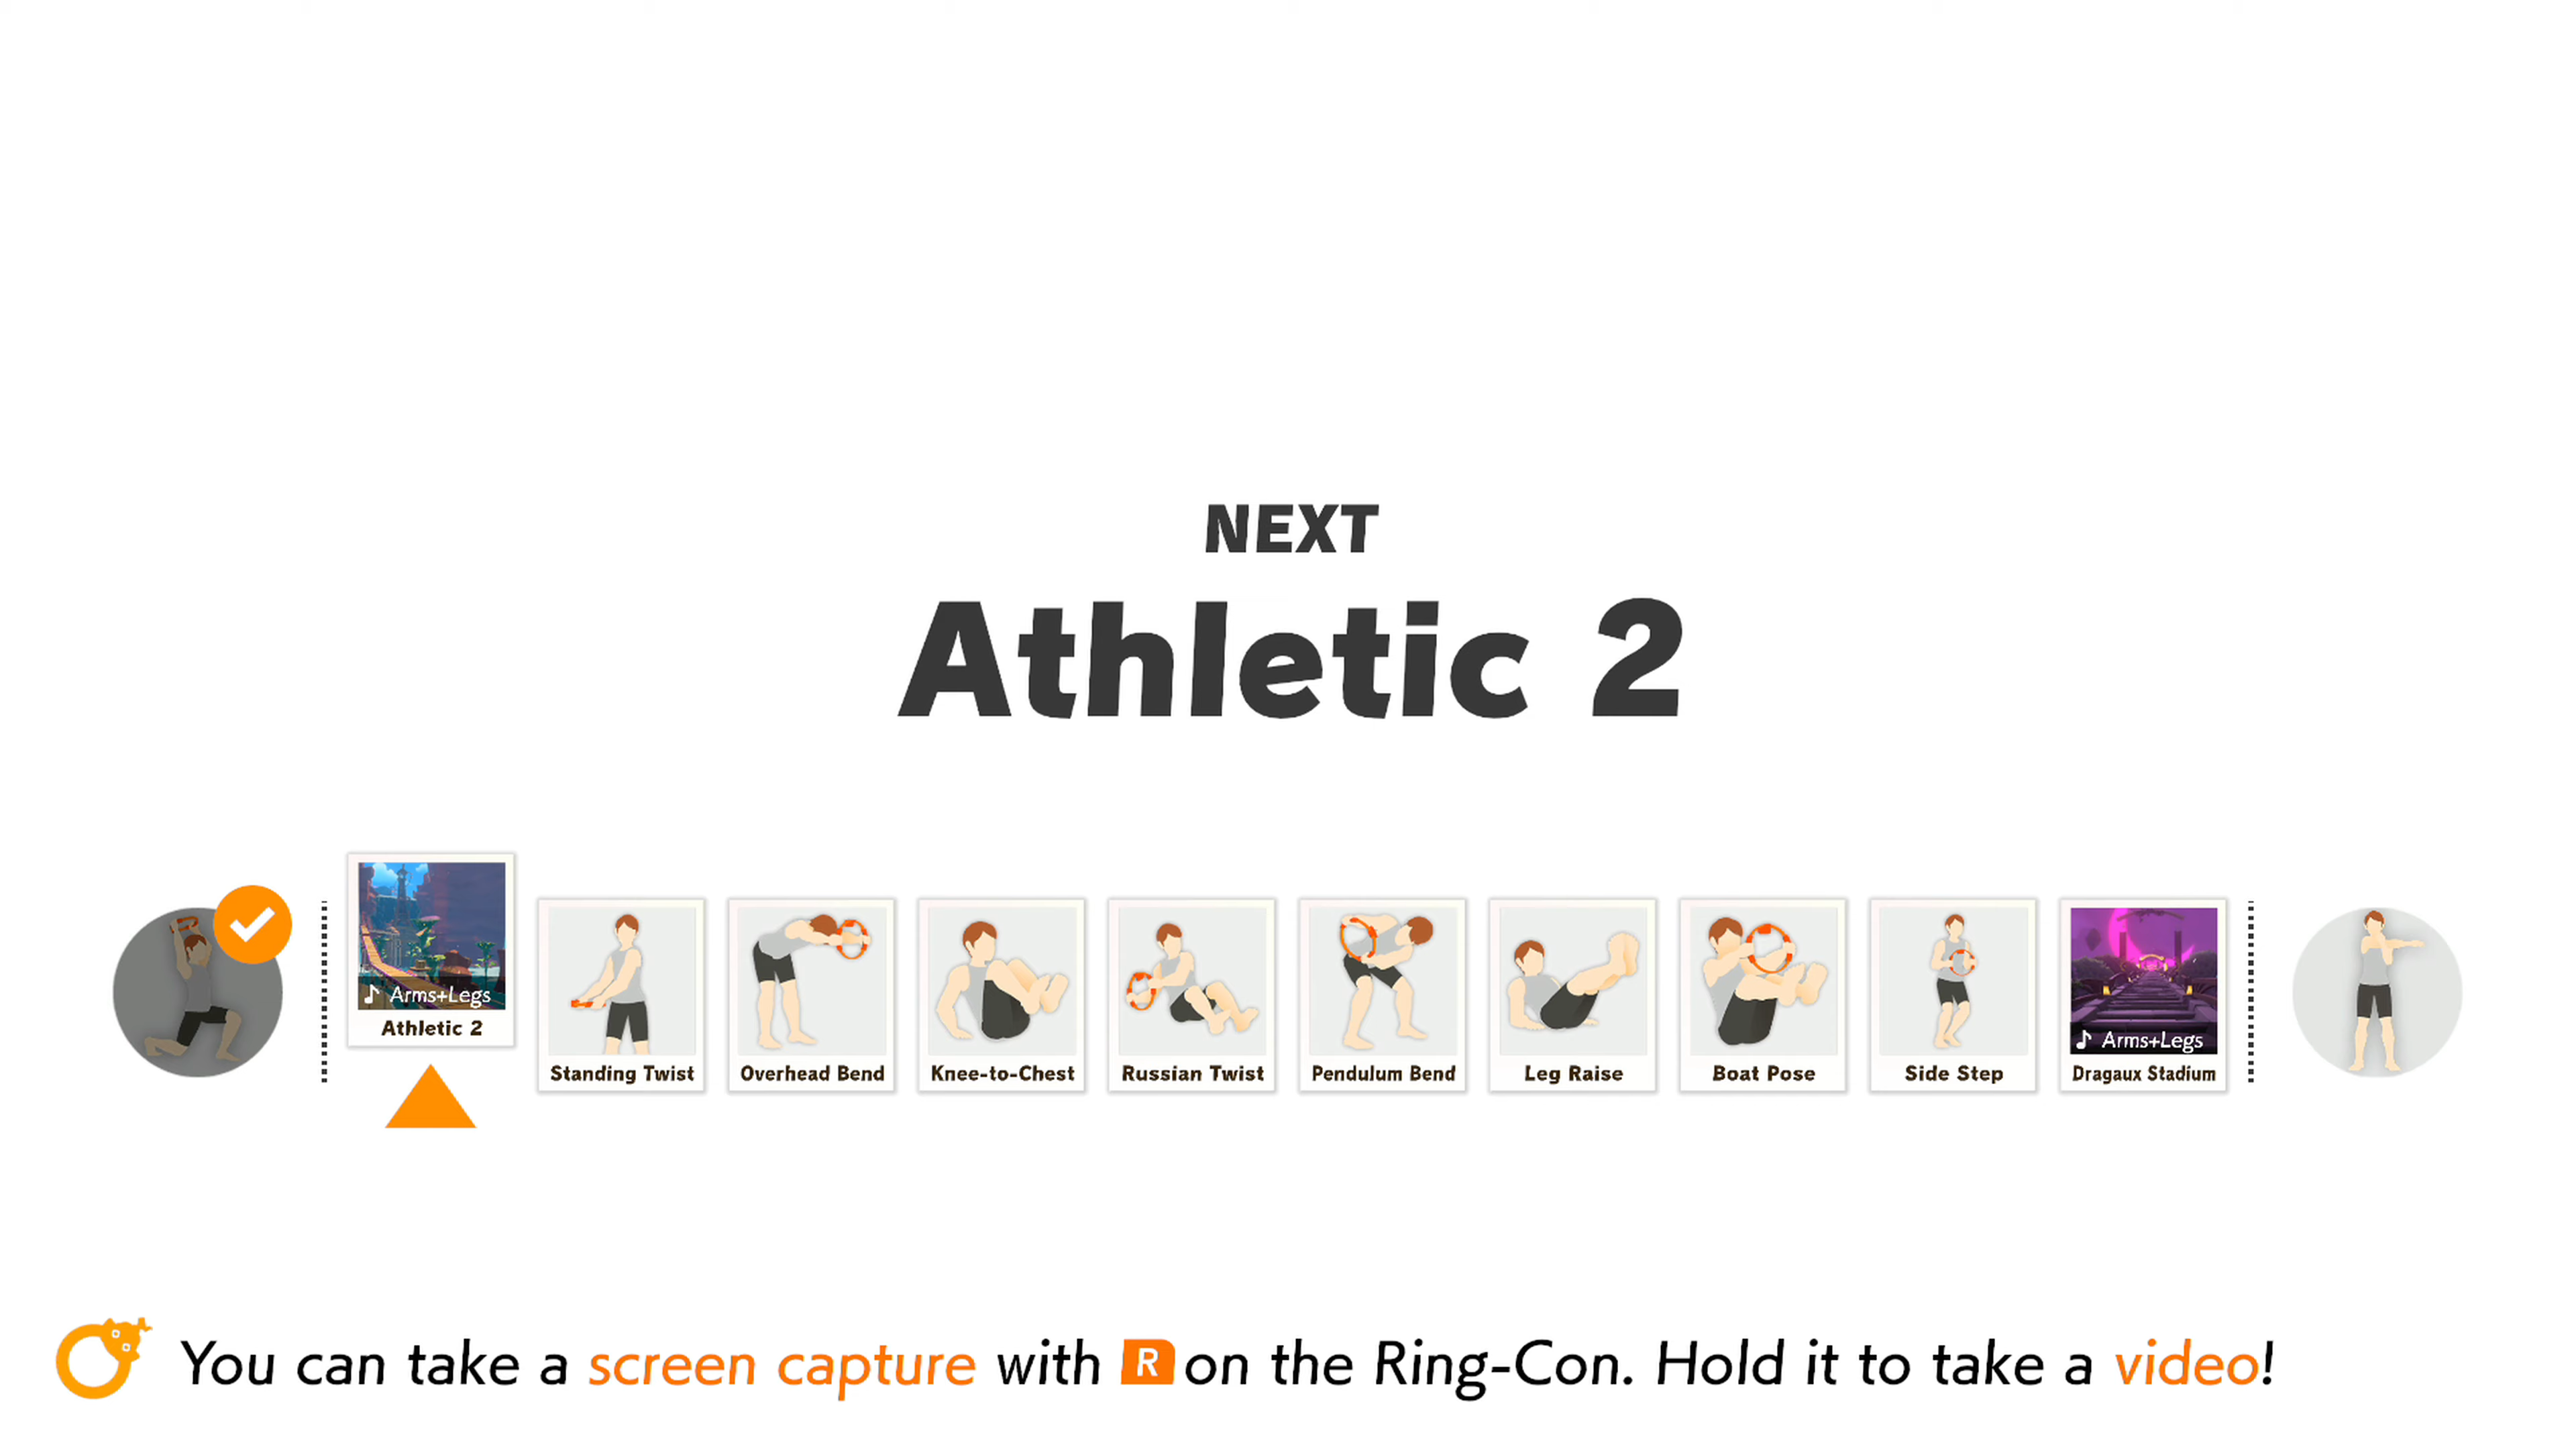 NEXT
Athletic 2
♪ Arms+Legs
Athletic 2
Standing Twist
Overhead Bend
Knee-to-Chest
Russian Twist
Pendulum Bend
Leg Raise
Boat Pose
Side Step
♪ Arms+Legs
Dragaux Stadium
You can take a screen capture with R on the Ring-Con. Hold it to take a video!